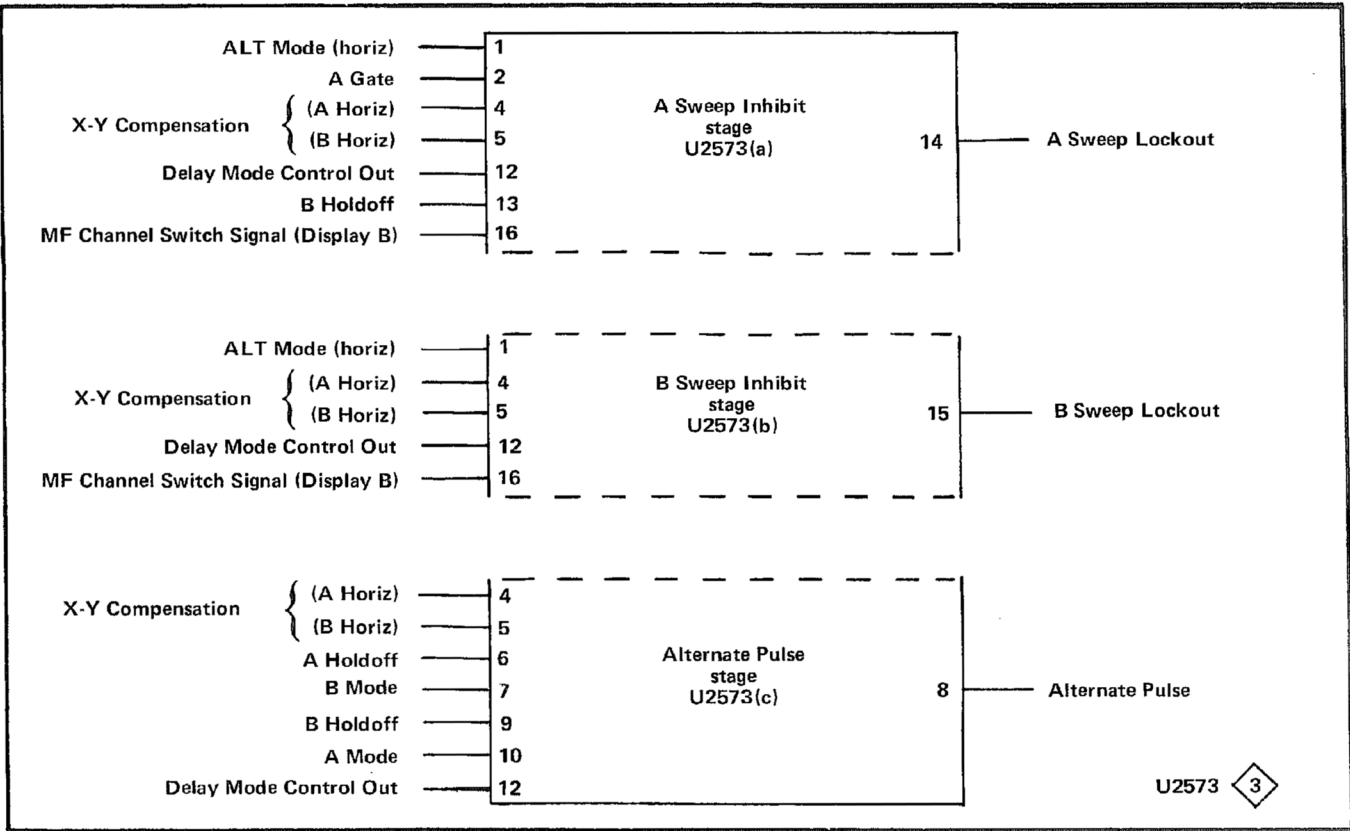 ALT Mode (horiz) 1
A Gate 2
X-Y Compensation { (A Horiz) 4
(B Horiz) 5
Delay Mode Control Out 12
B Holdoff 13
MF Channel Switch Signal (Display B) 16
A Sweep Inhibit
stage
U2573(a)
14 A Sweep Lockout
ALT Mode (horiz) 1
X-Y Compensation { (A Horiz) 4
(B Horiz) 5
Delay Mode Control Out 12
MF Channel Switch Signal (Display B) 16
B Sweep Inhibit
stage
U2573(b)
15 B Sweep Lockout
X-Y Compensation { (A Horiz) 4
(B Horiz) 5
A Holdoff 6
B Mode 7
B Holdoff 9
A Mode 10
Delay Mode Control Out 12
Alternate Pulse
stage
U2573(c)
8 Alternate Pulse
U2573 3